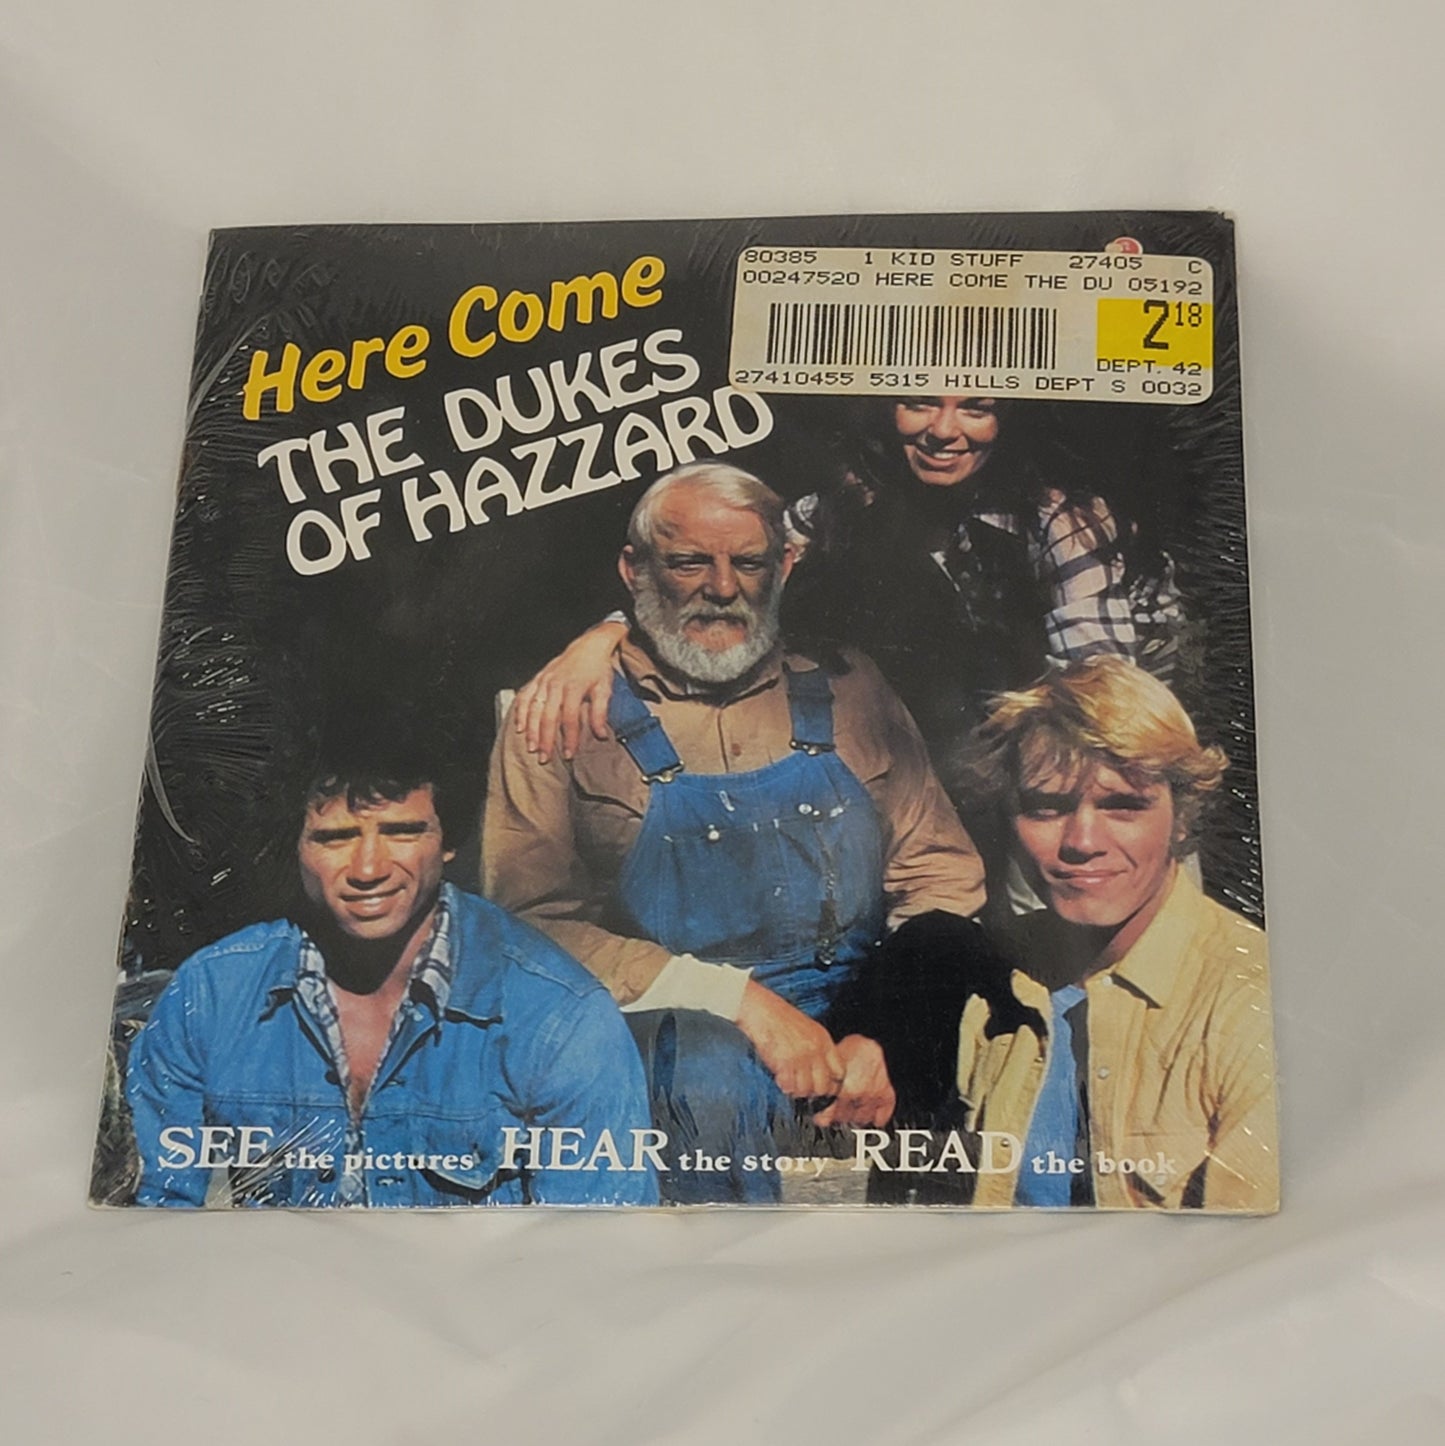 Here Come
THE DUKES
OF HAZZARD
80385 1 KID STUFF 27405 C
00247520 HERE COME THE DU 05192
2 18
DEPT. 42
27410455 5315 HILLS DEPT S 0032
SEE the pictures HEAR the story READ the book